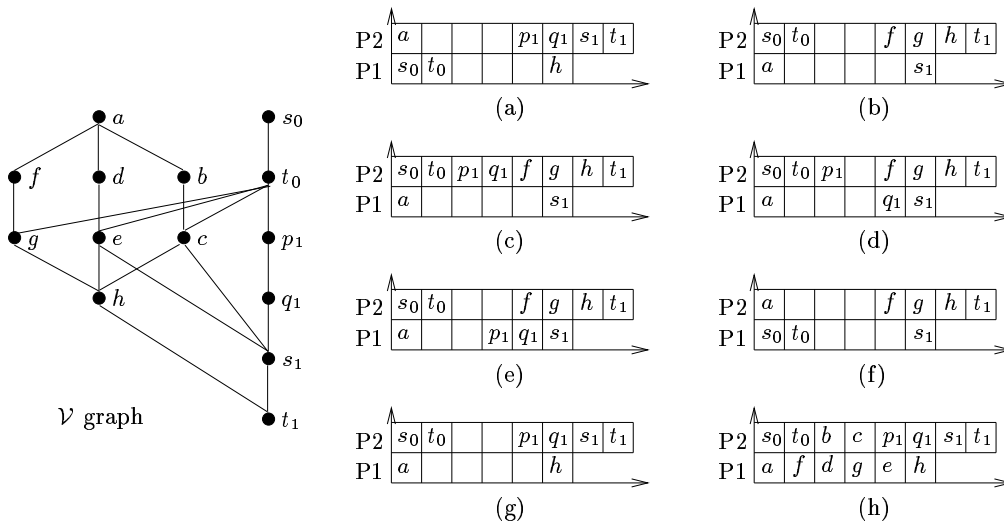 P2 a p₁ q₁ s₁ t₁
P1 s₀ t₀ h
(a)
P2 s₀ t₀ f g h t₁
P1 a s₁
(b)
a s₀
f d b t₀
g e c p₁
h q₁
s₁
t₁
𝒱 graph
P2 s₀ t₀ p₁ q₁ f g h t₁
P1 a s₁
(c)
P2 s₀ t₀ p₁ f g h t₁
P1 a q₁ s₁
(d)
P2 s₀ t₀ f g h t₁
P1 a p₁ q₁ s₁
(e)
P2 a f g h t₁
P1 s₀ t₀ s₁
(f)
P2 s₀ t₀ p₁ q₁ s₁ t₁
P1 a h
(g)
P2 s₀ t₀ b c p₁ q₁ s₁ t₁
P1 a f d g e h
(h)